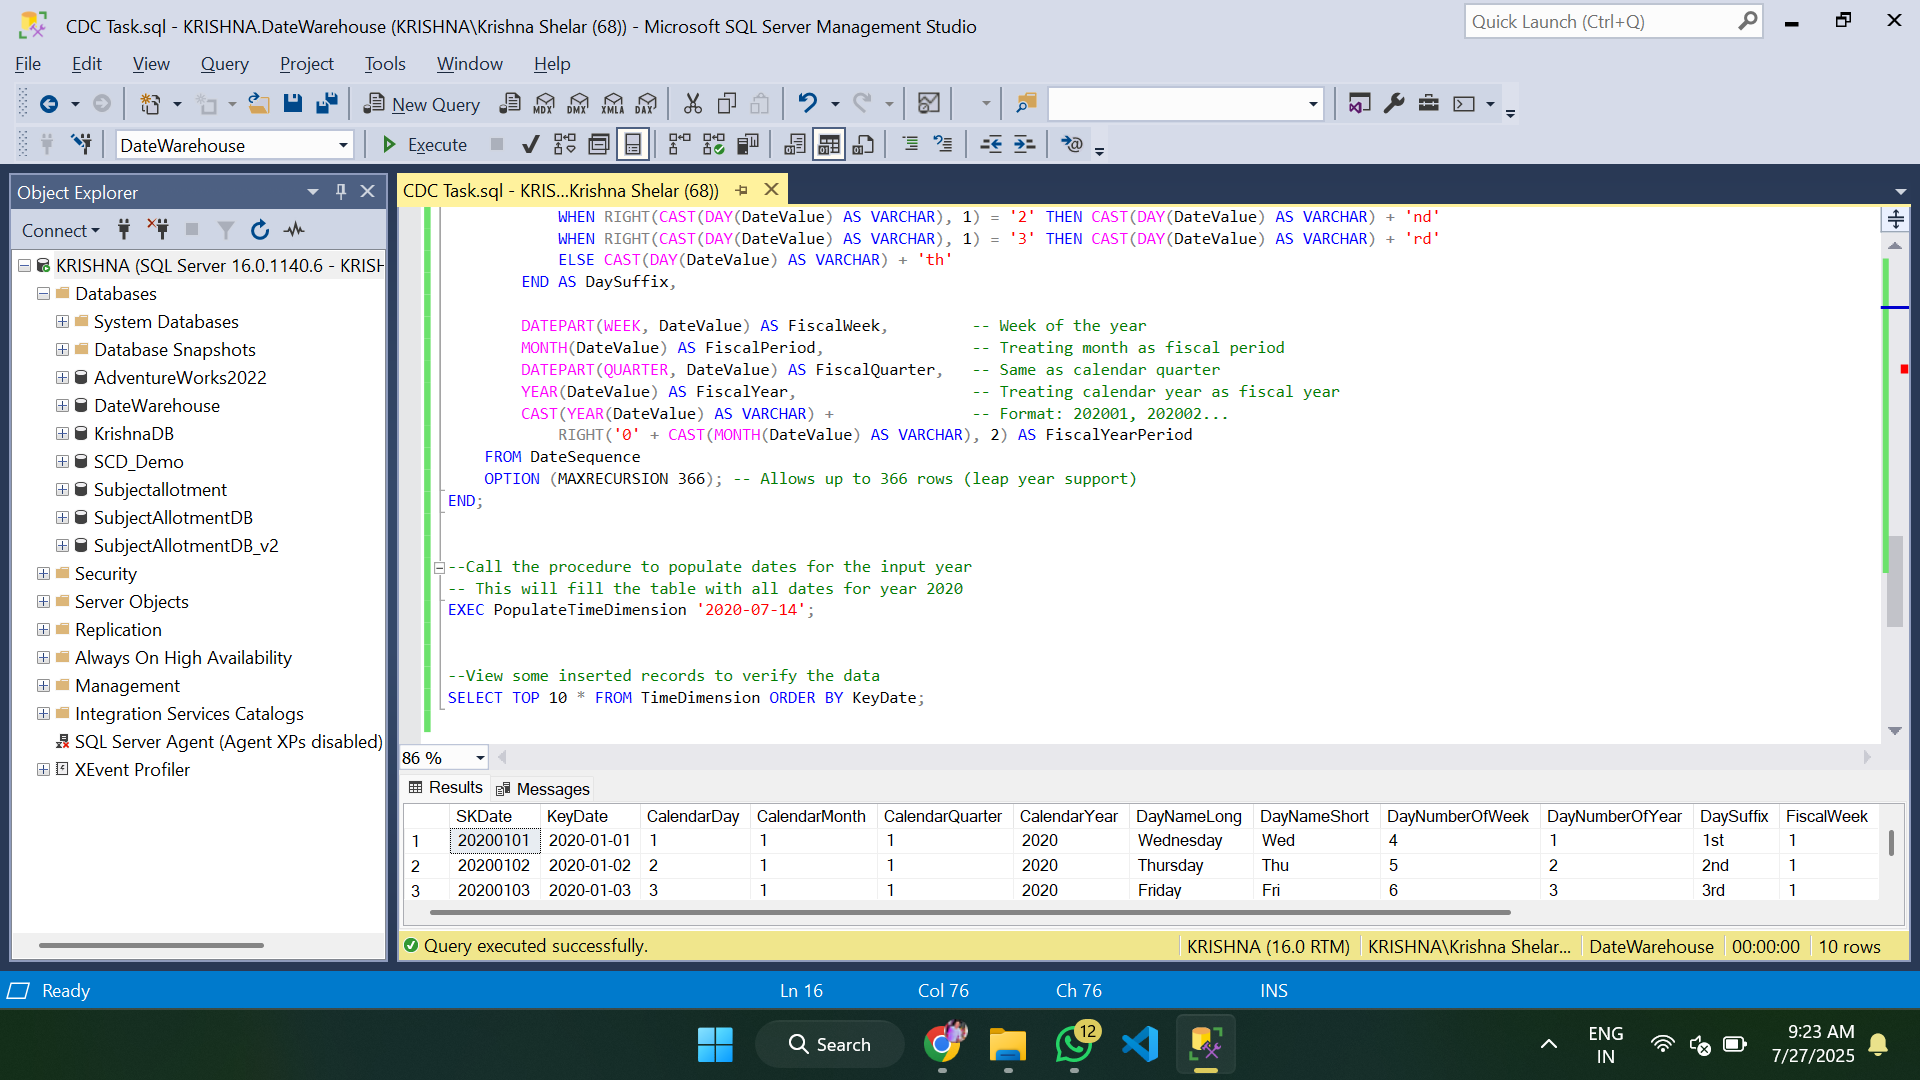 CDC Task.sql - KRISHNA.DateWarehouse (KRISHNA\Krishna Shelar (68)) - Microsoft SQL Server Management Studio
Quick Launch (Ctrl+Q)
File Edit View Query Project Tools Window Help
New Query MDX DMX XMLA DAX
DateWarehouse Execute
Object Explorer
Connect
KRISHNA (SQL Server 16.0.1140.6 - KRISH
Databases
System Databases
Database Snapshots
AdventureWorks2022
DateWarehouse
KrishnaDB
SCD_Demo
Subjectallotment
SubjectAllotmentDB
SubjectAllotmentDB_v2
Security
Server Objects
Replication
Always On High Availability
Management
Integration Services Catalogs
SQL Server Agent (Agent XPs disabled)
XEvent Profiler
CDC Task.sql - KRIS...Krishna Shelar (68))
WHEN RIGHT(CAST(DAY(DateValue) AS VARCHAR), 1) = '2' THEN CAST(DAY(DateValue) AS VARCHAR) + 'nd'
WHEN RIGHT(CAST(DAY(DateValue) AS VARCHAR), 1) = '3' THEN CAST(DAY(DateValue) AS VARCHAR) + 'rd'
ELSE CAST(DAY(DateValue) AS VARCHAR) + 'th'
END AS DaySuffix,
DATEPART(WEEK, DateValue) AS FiscalWeek, -- Week of the year
MONTH(DateValue) AS FiscalPeriod, -- Treating month as fiscal period
DATEPART(QUARTER, DateValue) AS FiscalQuarter, -- Same as calendar quarter
YEAR(DateValue) AS FiscalYear, -- Treating calendar year as fiscal year
CAST(YEAR(DateValue) AS VARCHAR) + -- Format: 202001, 202002...
RIGHT('0' + CAST(MONTH(DateValue) AS VARCHAR), 2) AS FiscalYearPeriod
FROM DateSequence
OPTION (MAXRECURSION 366); -- Allows up to 366 rows (leap year support)
END;
--Call the procedure to populate dates for the input year
-- This will fill the table with all dates for year 2020
EXEC PopulateTimeDimension '2020-07-14';
--View some inserted records to verify the data
SELECT TOP 10 * FROM TimeDimension ORDER BY KeyDate;
86 %
Results Messages
SKDate KeyDate CalendarDay CalendarMonth CalendarQuarter CalendarYear DayNameLong DayNameShort DayNumberOfWeek DayNumberOfYear DaySuffix FiscalWeek
1 20200101 2020-01-01 1 1 1 2020 Wednesday Wed 4 1 1st 1
2 20200102 2020-01-02 2 1 1 2020 Thursday Thu 5 2 2nd 1
3 20200103 2020-01-03 3 1 1 2020 Friday Fri 6 3 3rd 1
Query executed successfully. KRISHNA (16.0 RTM) KRISHNA\Krishna Shelar... DateWarehouse 00:00:00 10 rows
Ready Ln 16 Col 76 Ch 76 INS
Search
12
ENG
IN
9:23 AM
7/27/2025